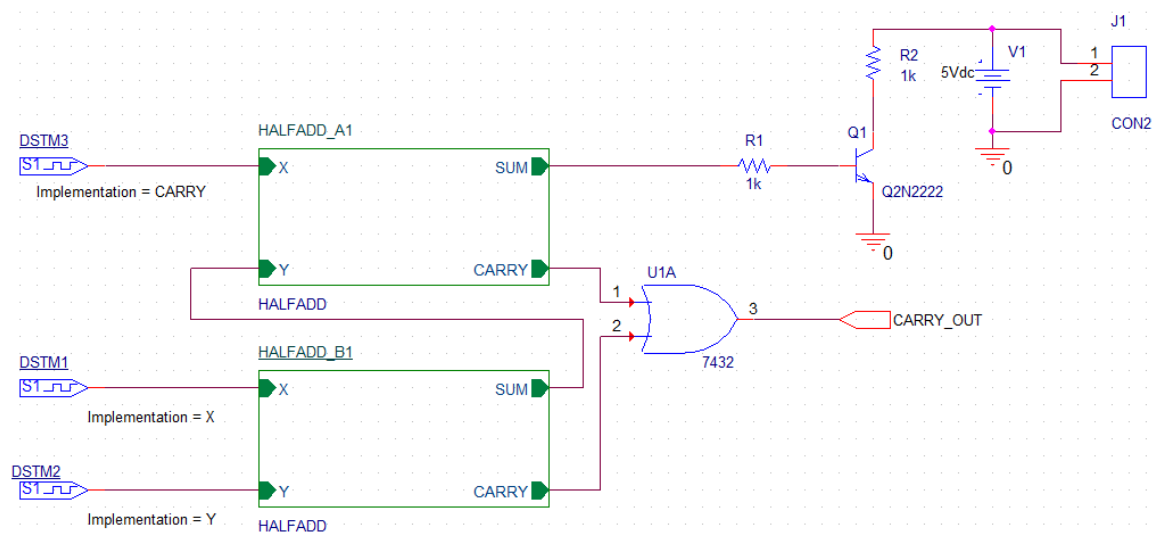 J1
R2
1k
5Vdc
V1
1
2
CON2
HALFADD_A1
DSTM3
S1
Implementation = CARRY
X
SUM
R1
1k
Q1
Q2N2222
0
0
Y
CARRY
HALFADD
U1A
1
2
3
7432
CARRY_OUT
HALFADD_B1
DSTM1
S1
Implementation = X
X
SUM
DSTM2
S1
Implementation = Y
Y
CARRY
HALFADD